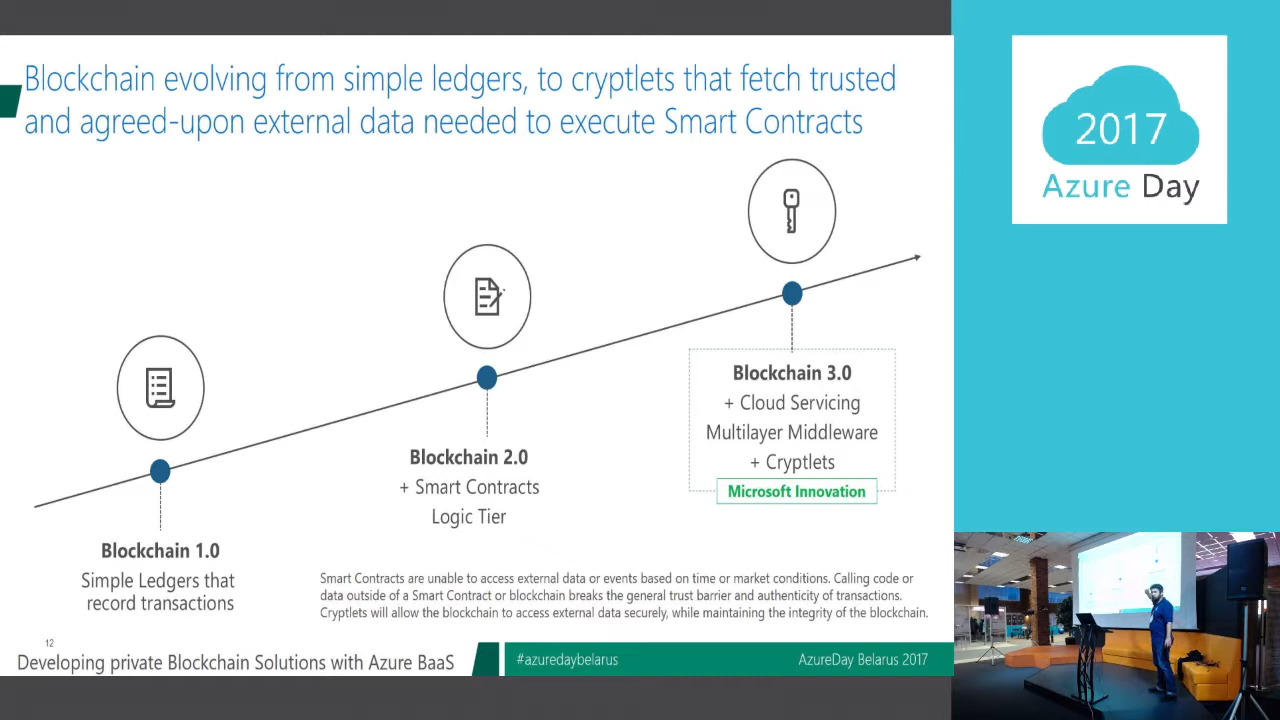 Blockchain evolving from simple ledgers, to cryptlets that fetch trusted
and agreed-upon external data needed to execute Smart Contracts
2017
Azure Day
Blockchain 1.0
Simple Ledgers that
record transactions
Blockchain 2.0
+ Smart Contracts
Logic Tier
Blockchain 3.0
+ Cloud Servicing
Multilayer Middleware
+ Cryptlets
Microsoft Innovation
Smart Contracts are unable to access external data or events based on time or market conditions. Calling code or
data outside of a Smart Contract or blockchain breaks the general trust barrier and authenticity of transactions.
Cryptlets will allow the blockchain to access external data securely, while maintaining the integrity of the blockchain.
12
Developing private Blockchain Solutions with Azure BaaS
#azuredaybelarus
AzureDay Belarus 2017